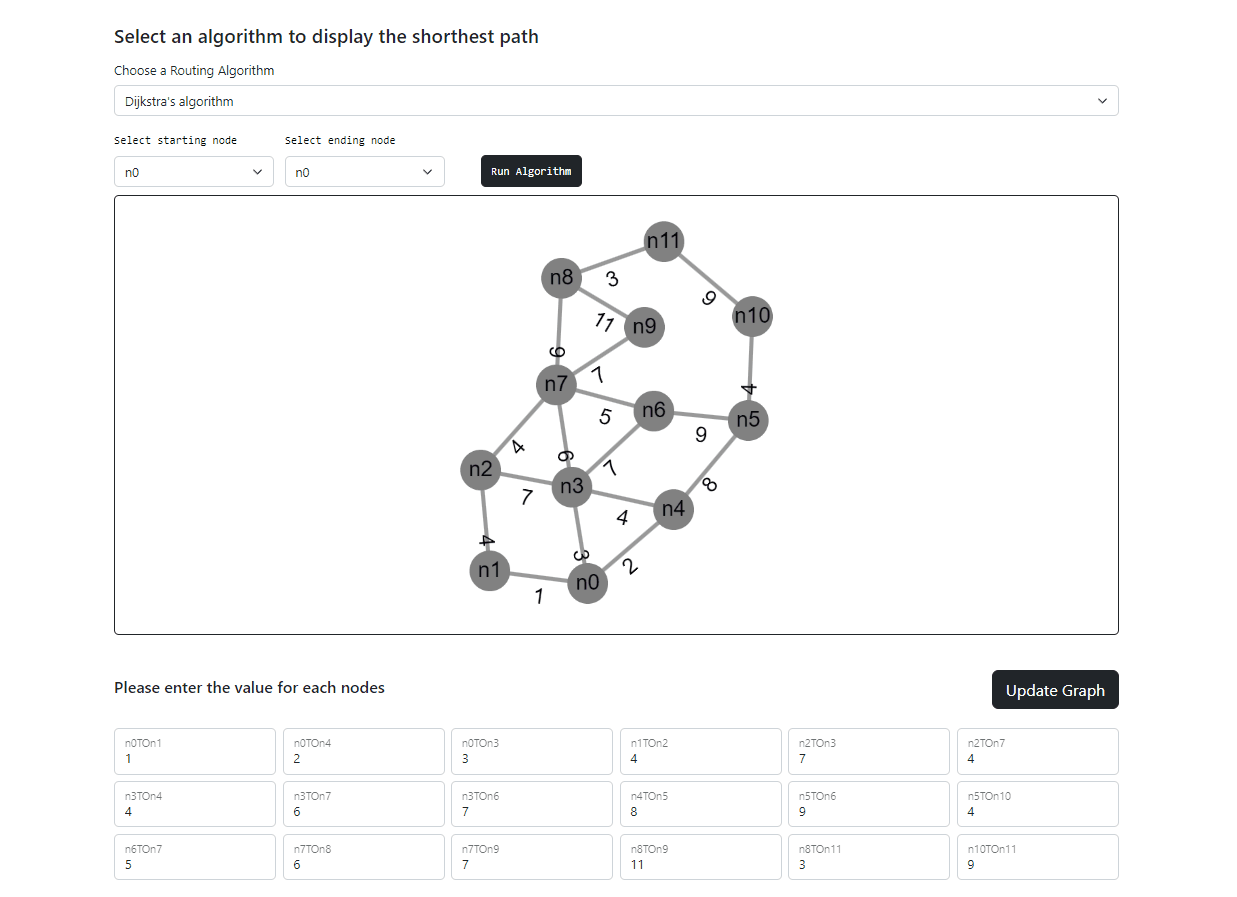 Select an algorithm to display the shortest path
Choose a Routing Algorithm
Dijkstra's algorithm
Select starting node
Select ending node
n0
n0
Run Algorithm
n11
n8
3
9
n10
11
n9
6
7
n7
4
5
n6
n5
9
4
6
7
n2
n3
8
7
4
n4
4
3
2
n1
n0
1
Please enter the value for each nodes
Update Graph
n0TOn1
1
n0TOn4
2
n0TOn3
3
n1TOn2
4
n2TOn3
7
n2TOn7
4
n3TOn4
4
n3TOn7
6
n3TOn6
7
n4TOn5
8
n5TOn6
9
n5TOn10
4
n6TOn7
5
n7TOn8
6
n7TOn9
7
n8TOn9
11
n8TOn11
3
n10TOn11
9